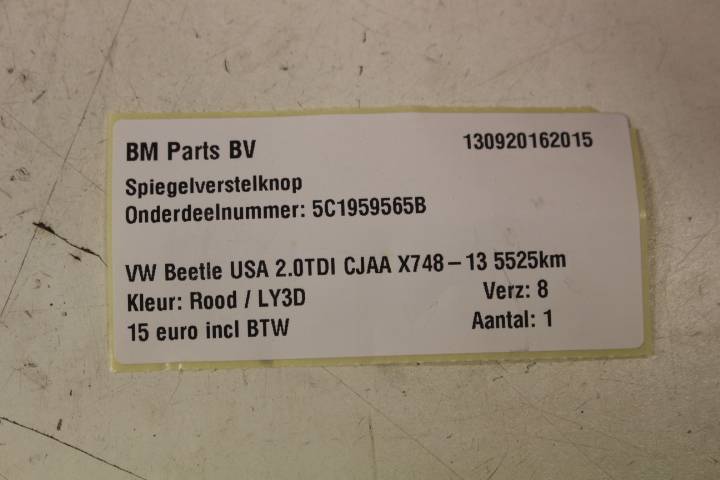 BM Parts BV 130920162015
Spiegelverstelknop
Onderdeelnummer: 5C1959565B
VW Beetle USA 2.0TDI CJAA X748-13 5525km
Kleur: Rood / LY3D Verz: 8
15 euro incl BTW Aantal: 1